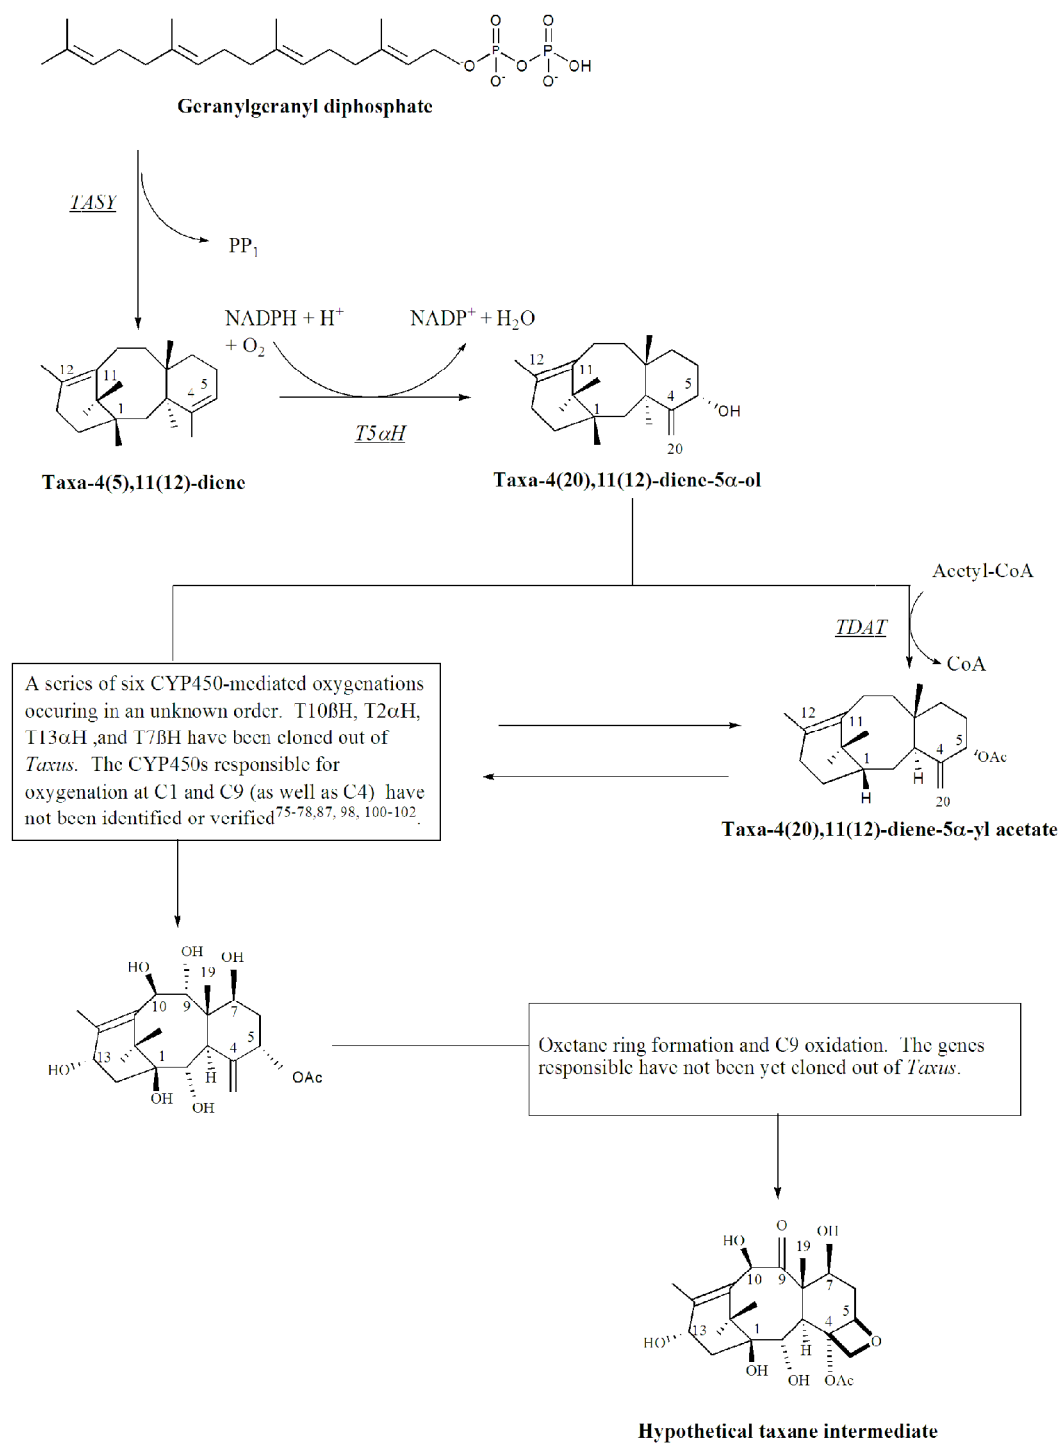 O O
P P
O O OH
O⁻ O⁻
Geranylgeranyl diphosphate
TASY
PP₁
NADPH + H⁺
+ O₂
NADP⁺ + H₂O
T5αH
12 11 1 4 5
Taxa-4(5),11(12)-diene
12 11 1 4 5 OH
20
Taxa-4(20),11(12)-diene-5α-ol
Acetyl-CoA
TDAT
CoA
A series of six CYP450-mediated oxygenations
occuring in an unknown order. T10ßH, T2αH,
T13αH ,and T7ßH have been cloned out of
Taxus. The CYP450s responsible for
oxygenation at C1 and C9 (as well as C4) have
not been identified or verified⁷⁵⁻⁷⁸,⁸⁷, ⁹⁸, ¹⁰⁰⁻¹⁰².
12 11 1 4 5 OAc
H H 20
Taxa-4(20),11(12)-diene-5α-yl acetate
OH OH
HO 19
10 9 7
5
13 1 4
HO H OAc
OH OH
Oxetane ring formation and C9 oxidation. The genes
responsible have not been yet cloned out of Taxus.
O OH
HO 19
10 9 7
5
4
13 1 O
HO H
OH OH OAc
Hypothetical taxane intermediate